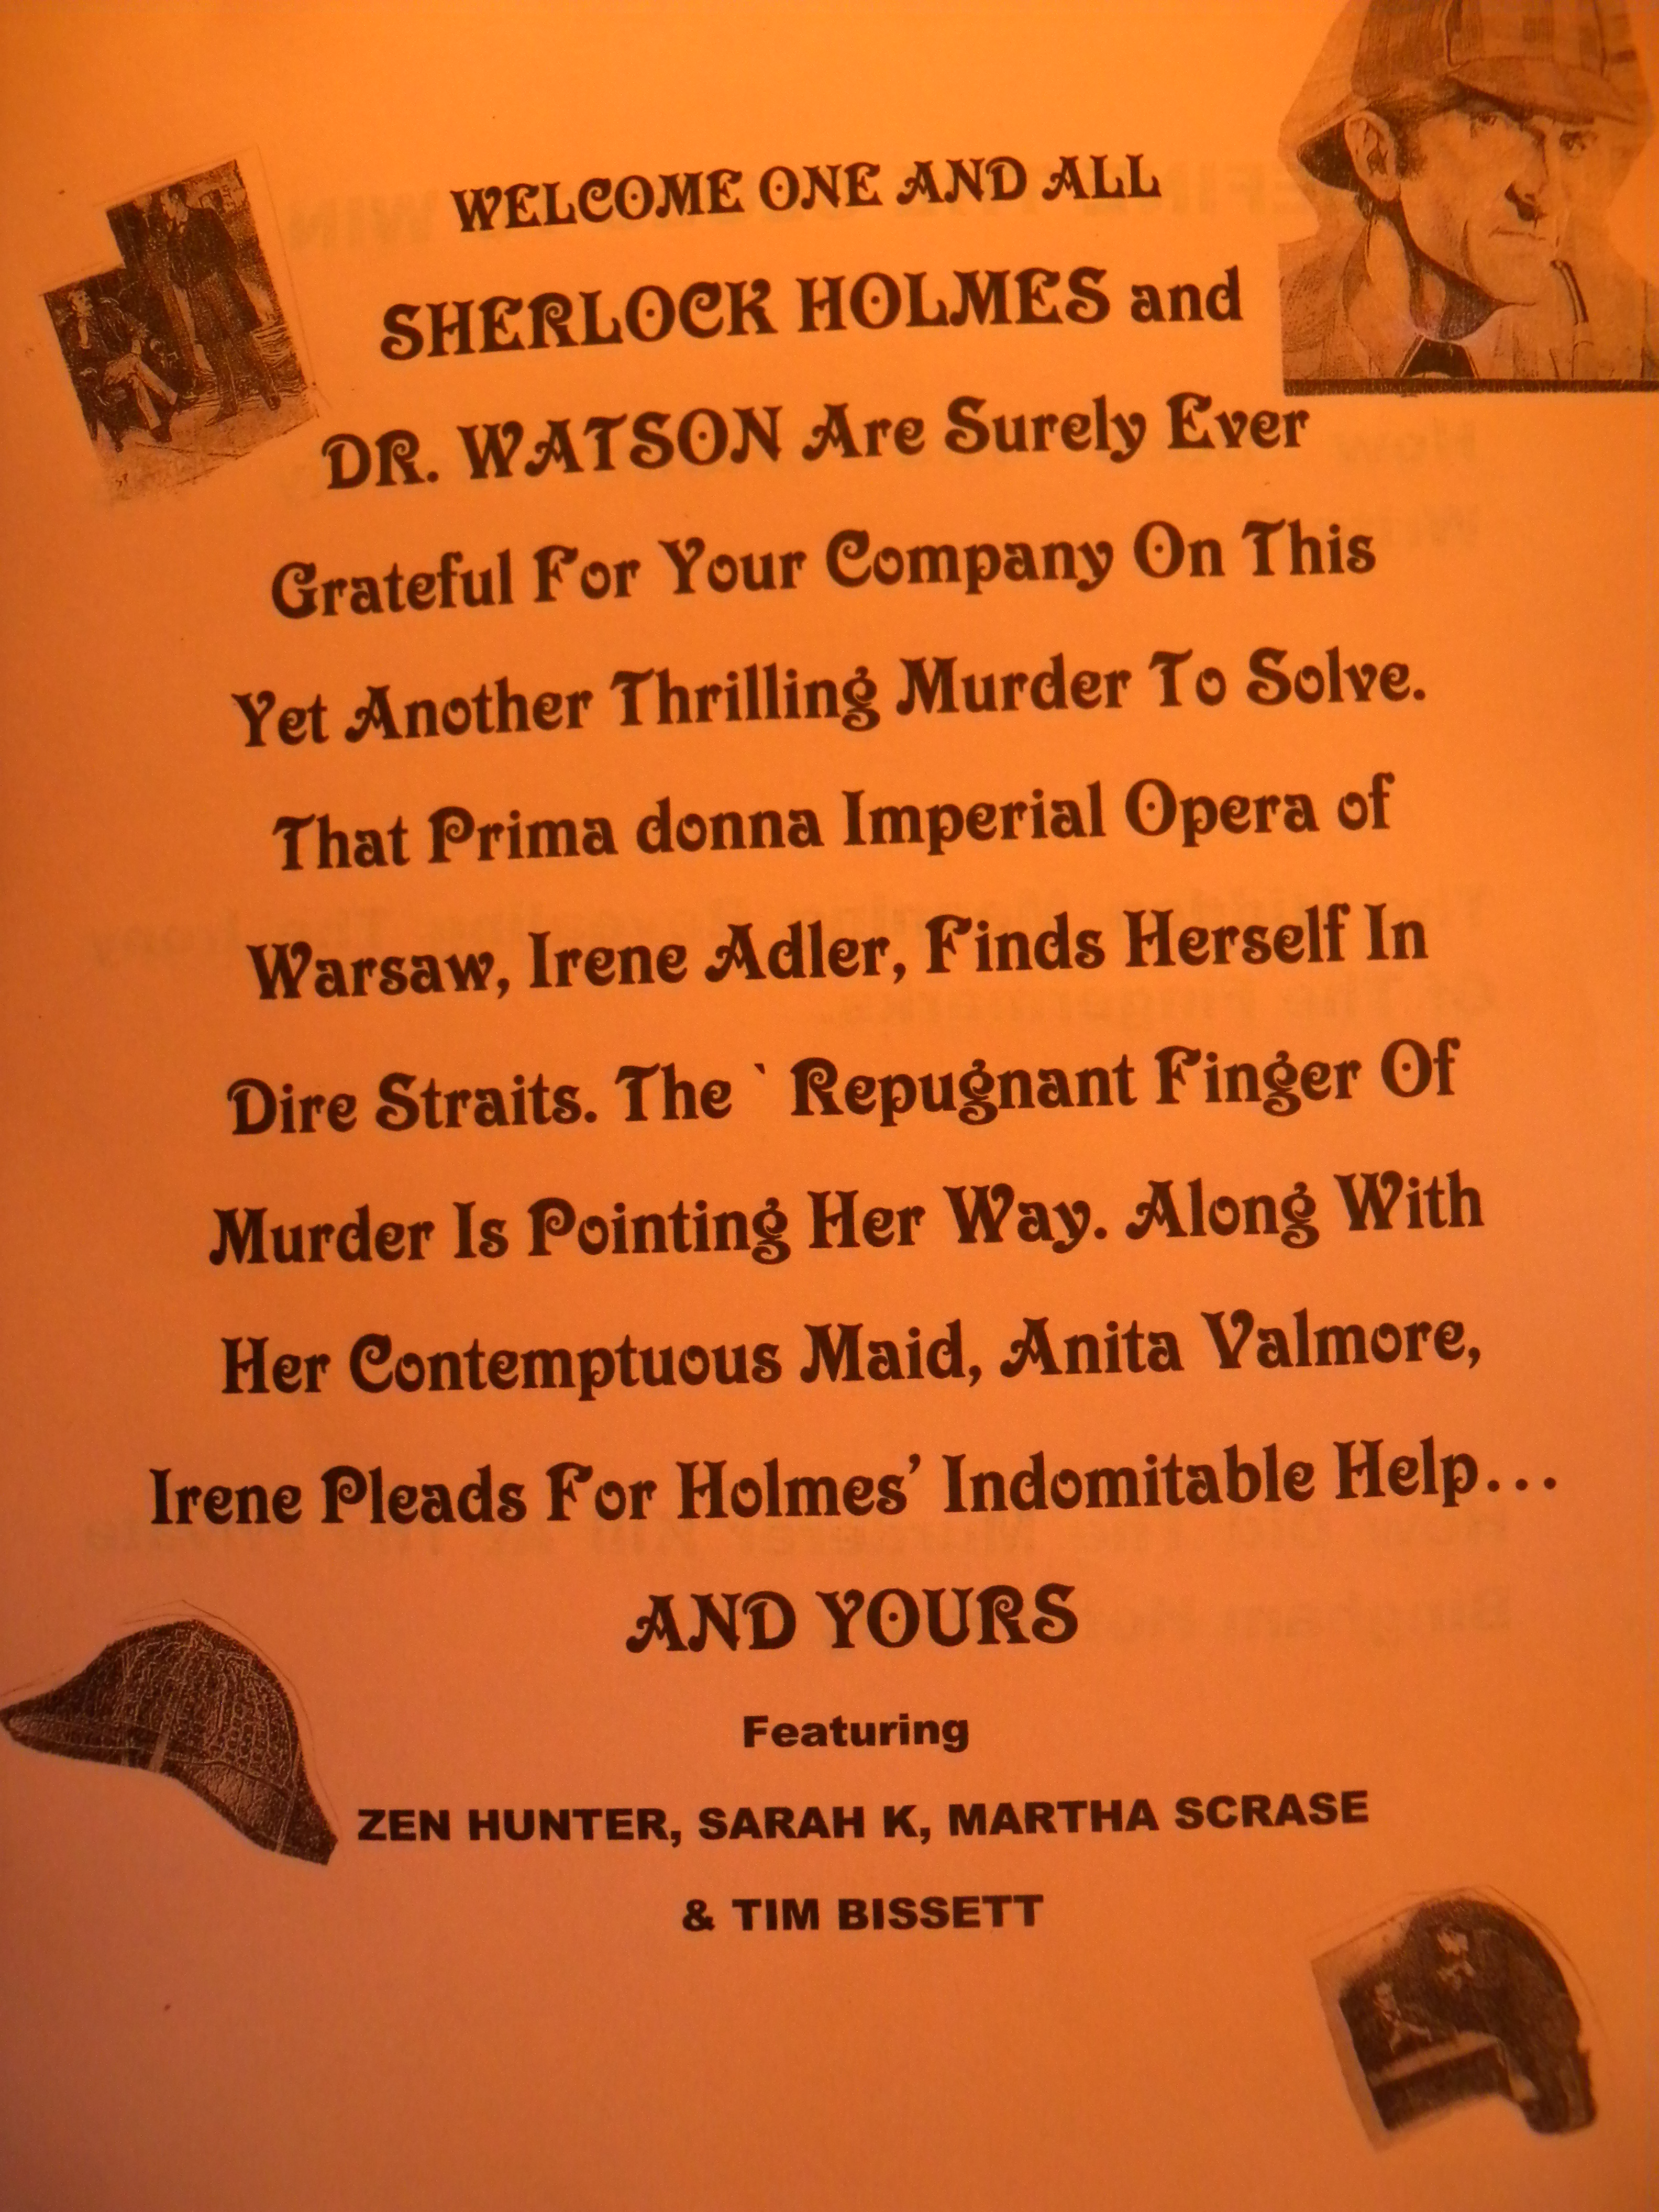 WELCOME ONE AND ALL
SHERLOCK HOLMES and
DR. WATSON Are Surely Ever
Grateful For Your Company On This
Yet Another Thrilling Murder To Solve.
That Prima donna Imperial Opera of
Warsaw, Irene Adler, Finds Herself In
Dire Straits. The ` Repugnant Finger Of
Murder Is Pointing Her Way. Along With
Her Contemptuous Maid, Anita Valmore,
Irene Pleads For Holmes’ Indomitable Help…
AND YOURS
Featuring
ZEN HUNTER, SARAH K, MARTHA SCRASE
& TIM BISSETT